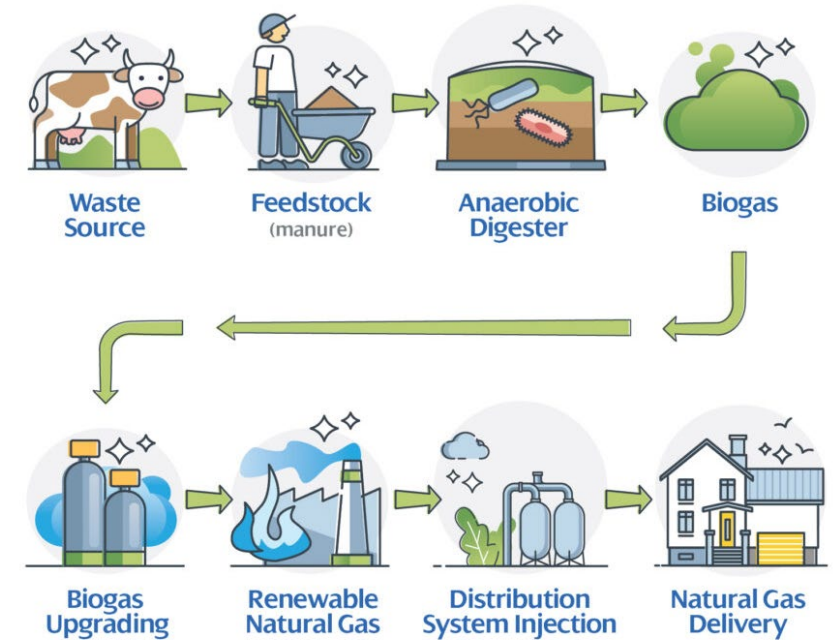 Waste
Source
Feedstock
(manure)
Anaerobic
Digester
Biogas
Biogas
Upgrading
Renewable
Natural Gas
Distribution
System Injection
Natural Gas
Delivery